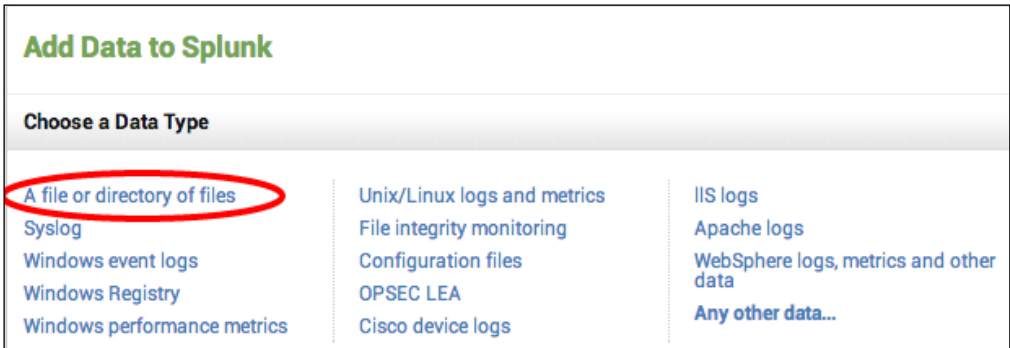 Add Data to Splunk
Choose a Data Type
A file or directory of files
Syslog
Windows event logs
Windows Registry
Windows performance metrics
Unix/Linux logs and metrics
File integrity monitoring
Configuration files
OPSEC LEA
Cisco device logs
IIS logs
Apache logs
WebSphere logs, metrics and other
data
Any other data...